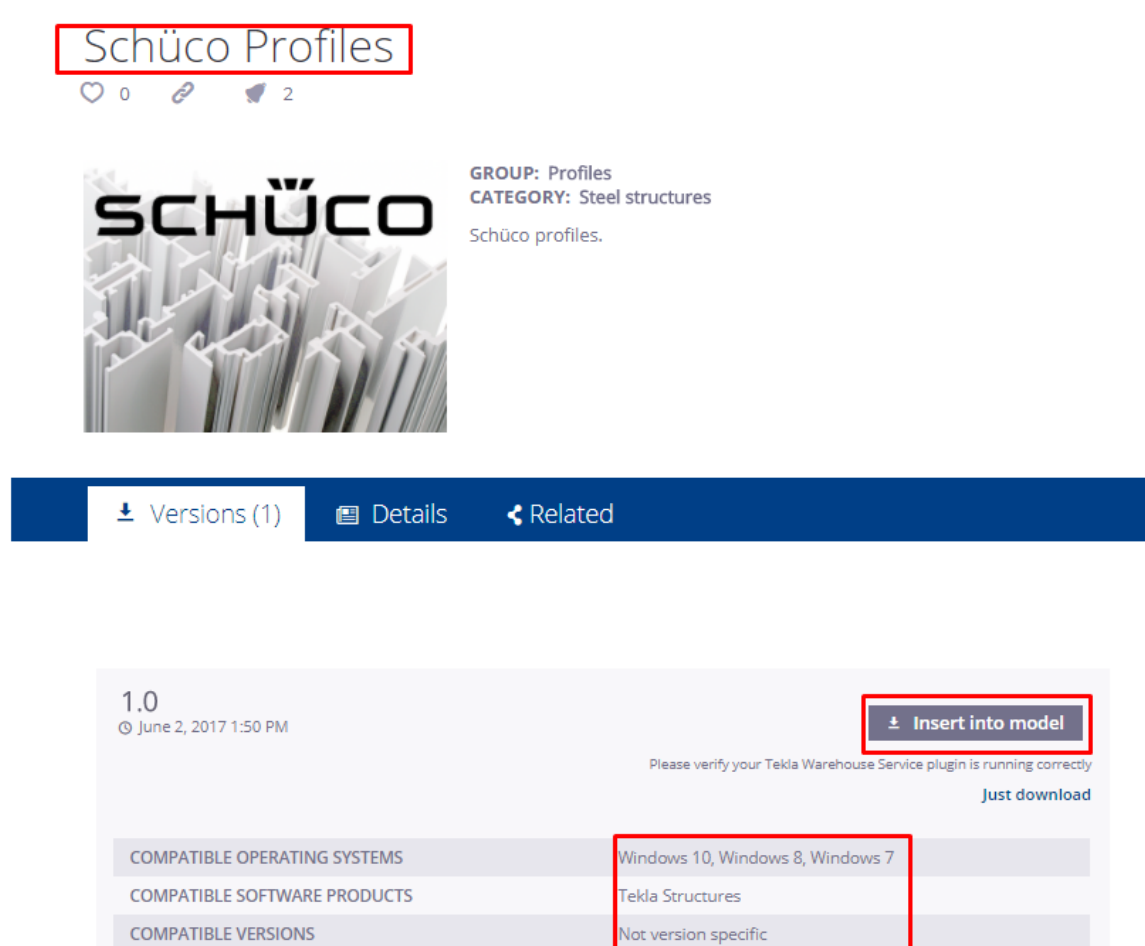 Schüco Profiles
0 2
SCHÜCO
GROUP: Profiles
CATEGORY: Steel structures
Schüco profiles.
Versions (1) Details Related
1.0
June 2, 2017 1:50 PM
Insert into model
Please verify your Tekla Warehouse Service plugin is running correctly
Just download
COMPATIBLE OPERATING SYSTEMS Windows 10, Windows 8, Windows 7
COMPATIBLE SOFTWARE PRODUCTS Tekla Structures
COMPATIBLE VERSIONS Not version specific